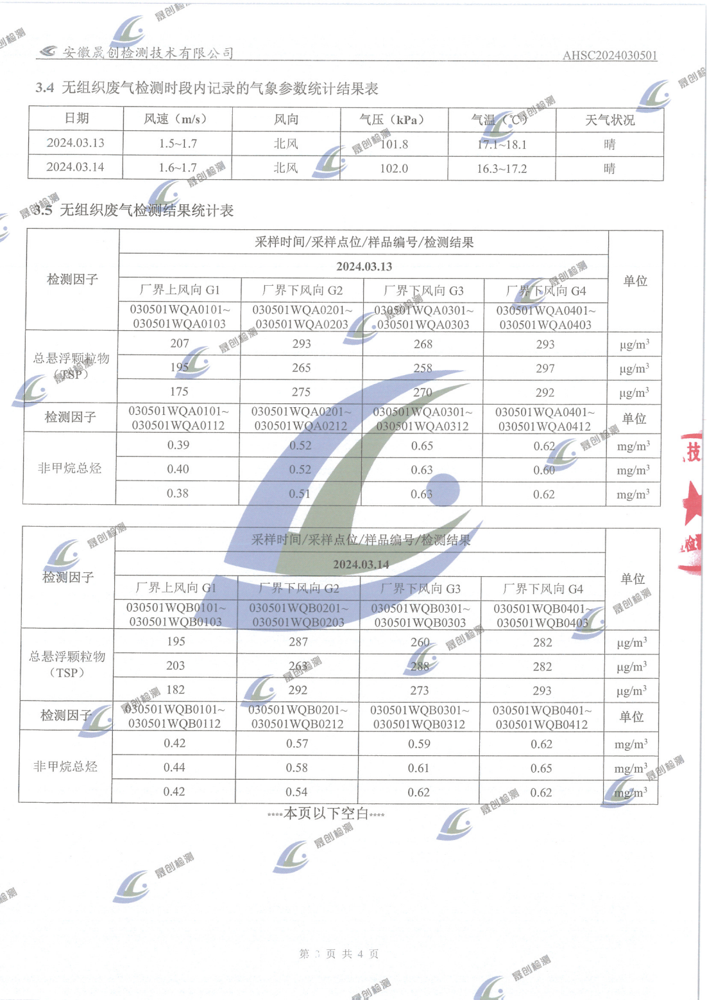 安徽晟创检测技术有限公司 AHSC2024030501
3.4 无组织废气检测时段内记录的气象参数统计结果表
日期 风速（m/s） 风向 气压（kPa） 气温（℃） 天气状况
2024.03.13 1.5~1.7 北风 101.8 17.1~18.1 晴
2024.03.14 1.6~1.7 北风 102.0 16.3~17.2 晴
3.5 无组织废气检测结果统计表
检测因子 采样时间/采样点位/样品编号/检测结果 单位
2024.03.13
厂界上风向 G1 厂界下风向 G2 厂界下风向 G3 厂界下风向 G4
030501WQA0101~ 030501WQA0201~ 030501WQA0301~ 030501WQA0401~
030501WQA0103 030501WQA0203 030501WQA0303 030501WQA0403
总悬浮颗粒物（TSP） 207 293 268 293 μg/m³
195 265 258 297 μg/m³
175 275 270 292 μg/m³
检测因子 030501WQA0101~ 030501WQA0201~ 030501WQA0301~ 030501WQA0401~ 单位
030501WQA0112 030501WQA0212 030501WQA0312 030501WQA0412
非甲烷总烃 0.39 0.52 0.65 0.62 mg/m³
0.40 0.52 0.63 0.60 mg/m³
0.38 0.51 0.63 0.62 mg/m³
检测因子 采样时间/采样点位/样品编号/检测结果 单位
2024.03.14
厂界上风向 G1 厂界下风向 G2 厂界下风向 G3 厂界下风向 G4
030501WQB0101~ 030501WQB0201~ 030501WQB0301~ 030501WQB0401~
030501WQB0103 030501WQB0203 030501WQB0303 030501WQB0403
总悬浮颗粒物（TSP） 195 287 260 282 μg/m³
203 263 288 282 μg/m³
182 292 273 293 μg/m³
检测因子 030501WQB0101~ 030501WQB0201~ 030501WQB0301~ 030501WQB0401~ 单位
030501WQB0112 030501WQB0212 030501WQB0312 030501WQB0412
非甲烷总烃 0.42 0.57 0.59 0.62 mg/m³
0.44 0.58 0.61 0.65 mg/m³
0.42 0.54 0.62 0.62 mg/m³
****本页以下空白****
第 页 共 4 页
晟创检测
技
检